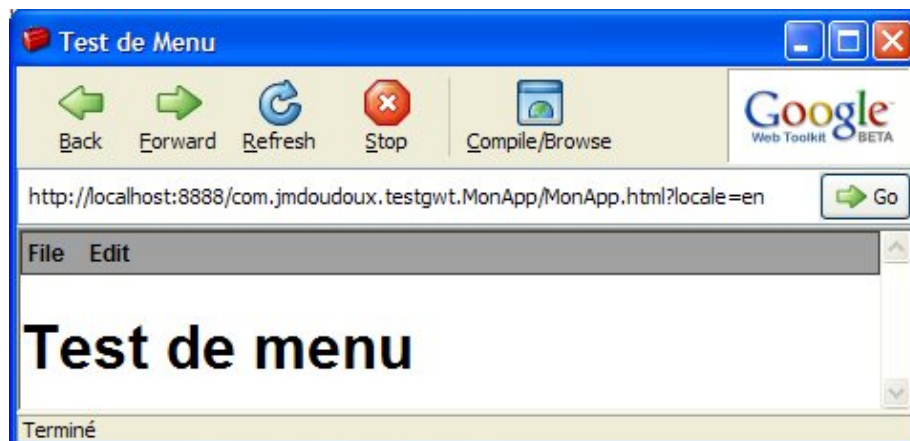 Test de Menu
Back Forward Refresh Stop Compile/Browse
Google
Web Toolkit BETA
http://localhost:8888/com.jmdoudoux.testgwt.MonApp/MonApp.html?locale=en Go
File Edit
Test de menu
Terminé